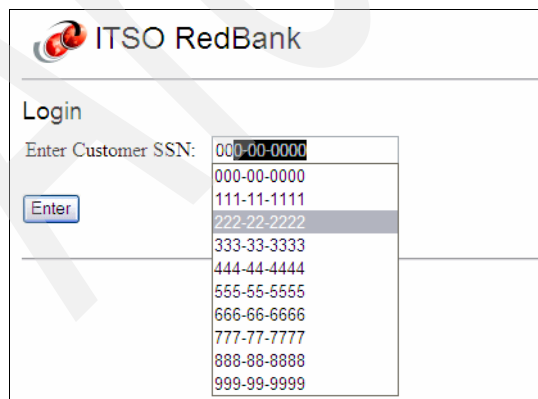 ITSO RedBank
Login
Enter Customer SSN: 000-00-0000
000-00-0000
111-11-1111
Enter
222-22-2222
333-33-3333
444-44-4444
555-55-5555
666-66-6666
777-77-7777
888-88-8888
999-99-9999